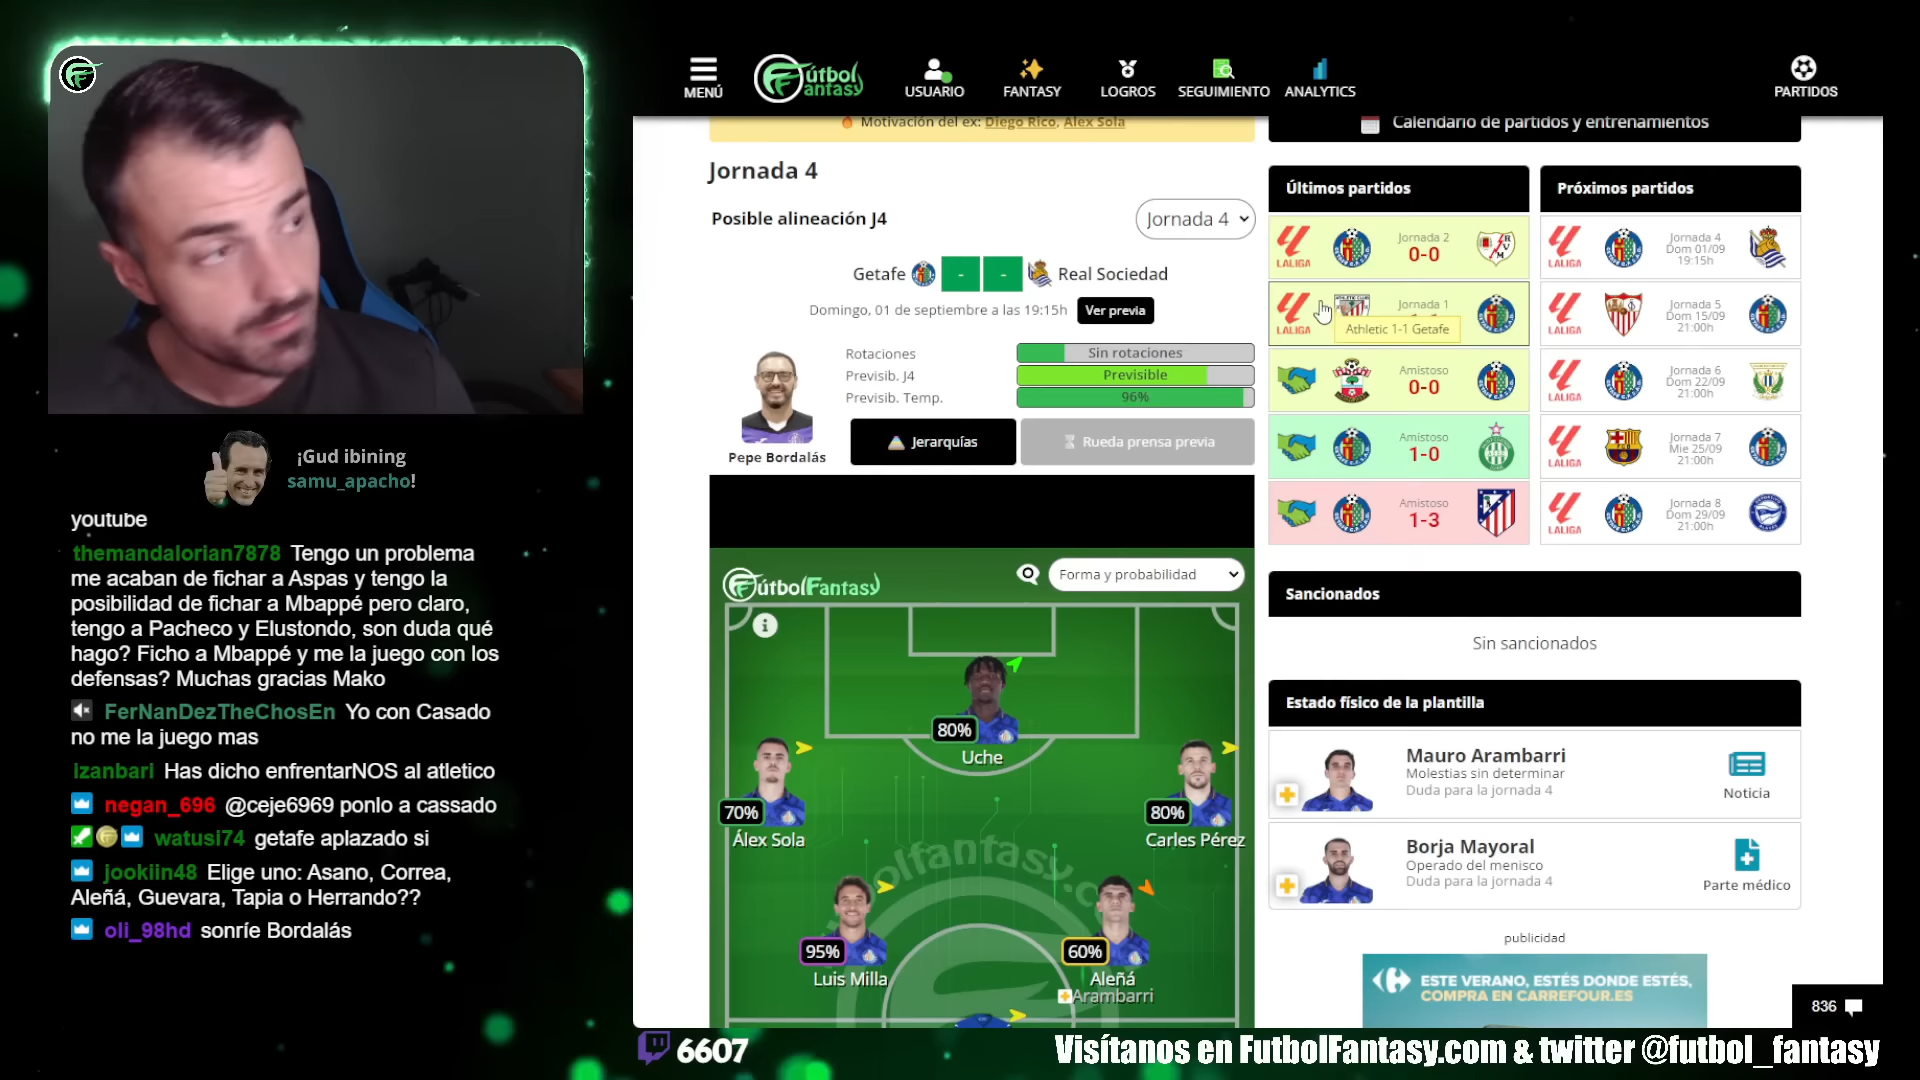 MENÚ
FútbolFantasy
USUARIO
FANTASY
LOGROS
SEGUIMIENTO
ANALYTICS
PARTIDOS
Motivación del ex: Diego Rico, Álex Sola
Jornada 4
Posible alineación J4
Jornada 4
Getafe - - Real Sociedad
Domingo, 01 de septiembre a las 19:15h
Ver previa
Rotaciones Sin rotaciones
Previsib. J4 Previsible
Previsib. Temp. 96%
Pepe Bordalás
Jerarquías
Rueda prensa previa
FútbolFantasy
Forma y probabilidad
80%
Uche
70%
Álex Sola
80%
Carles Pérez
95%
Luis Milla
60%
Aleñá
Arambarri
Calendario de partidos y entrenamientos
Últimos partidos
LALIGA Jornada 2
0-0
LALIGA Jornada 1
Athletic 1-1 Getafe
Amistoso
0-0
Amistoso
1-0
Amistoso
1-3
Próximos partidos
LALIGA Jornada 4
Dom 01/09
19:15h
LALIGA Jornada 5
Dom 15/09
21:00h
LALIGA Jornada 6
Dom 22/09
21:00h
LALIGA Jornada 7
Mie 25/09
21:00h
LALIGA Jornada 8
Dom 29/09
21:00h
Sancionados
Sin sancionados
Estado físico de la plantilla
Mauro Arambarri
Molestias sin determinar
Duda para la jornada 4
Noticia
Borja Mayoral
Operado del menisco
Duda para la jornada 4
Parte médico
publicidad
ESTE VERANO, ESTÉS DONDE ESTÉS,
COMPRA EN CARREFOUR.ES
836
¡Gud ibining
samu_apacho!
youtube
themandalorian7878 Tengo un problema
me acaban de fichar a Aspas y tengo la
posibilidad de fichar a Mbappé pero claro,
tengo a Pacheco y Elustondo, son duda qué
hago? Ficho a Mbappé y me la juego con los
defensas? Muchas gracias Mako
FerNanDezTheChosEn Yo con Casado
no me la juego mas
izanbari Has dicho enfrentarNOS al atletico
negan_696 @ceje6969 ponlo a cassado
watusi74 getafe aplazado si
jookiin48 Elige uno: Asano, Correa,
Aleñá, Guevara, Tapia o Herrando??
oli_98hd sonríe Bordalás
6607
Visítanos en FutbolFantasy.com & twitter @futbol_fantasy